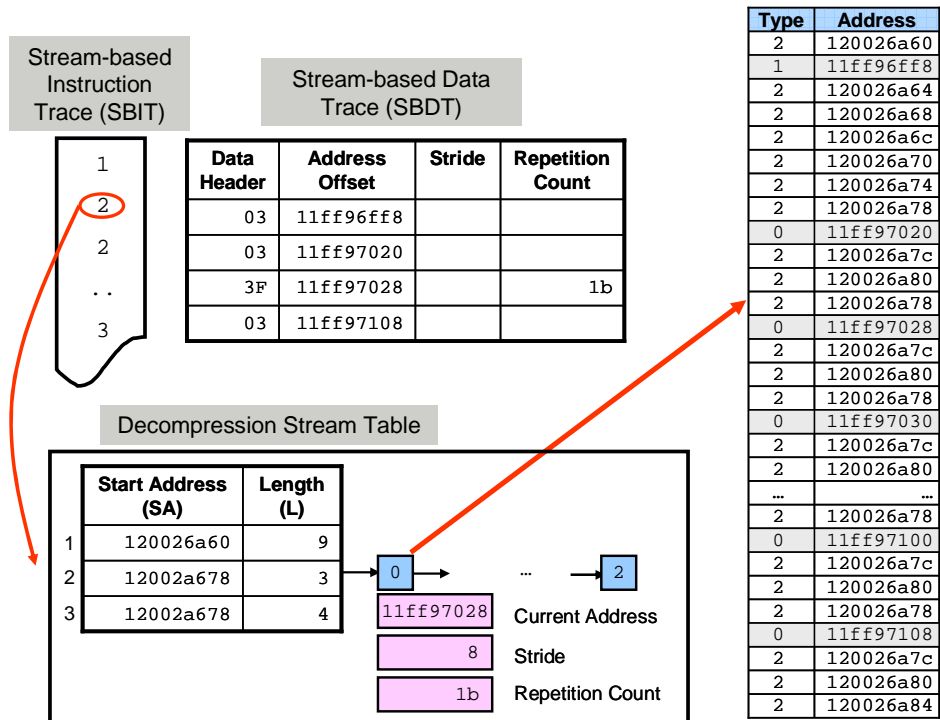 Stream-based
Instruction
Trace (SBIT)
1
2
2
..
3
Stream-based Data
Trace (SBDT)
Data Header Address Offset Stride Repetition Count
03 11ff96ff8
03 11ff97020
3F 11ff97028 1b
03 11ff97108
Decompression Stream Table
Start Address (SA) Length (L)
1 120026a60 9
2 12002a678 3
3 12002a678 4
0 ... 2
11ff97028 Current Address
8 Stride
1b Repetition Count
Type Address
2 120026a60
1 11ff96ff8
2 120026a64
2 120026a68
2 120026a6c
2 120026a70
2 120026a74
2 120026a78
0 11ff97020
2 120026a7c
2 120026a80
2 120026a78
0 11ff97028
2 120026a7c
2 120026a80
2 120026a78
0 11ff97030
2 120026a7c
2 120026a80
... ...
2 120026a78
0 11ff97100
2 120026a7c
2 120026a80
2 120026a78
0 11ff97108
2 120026a7c
2 120026a80
2 120026a84